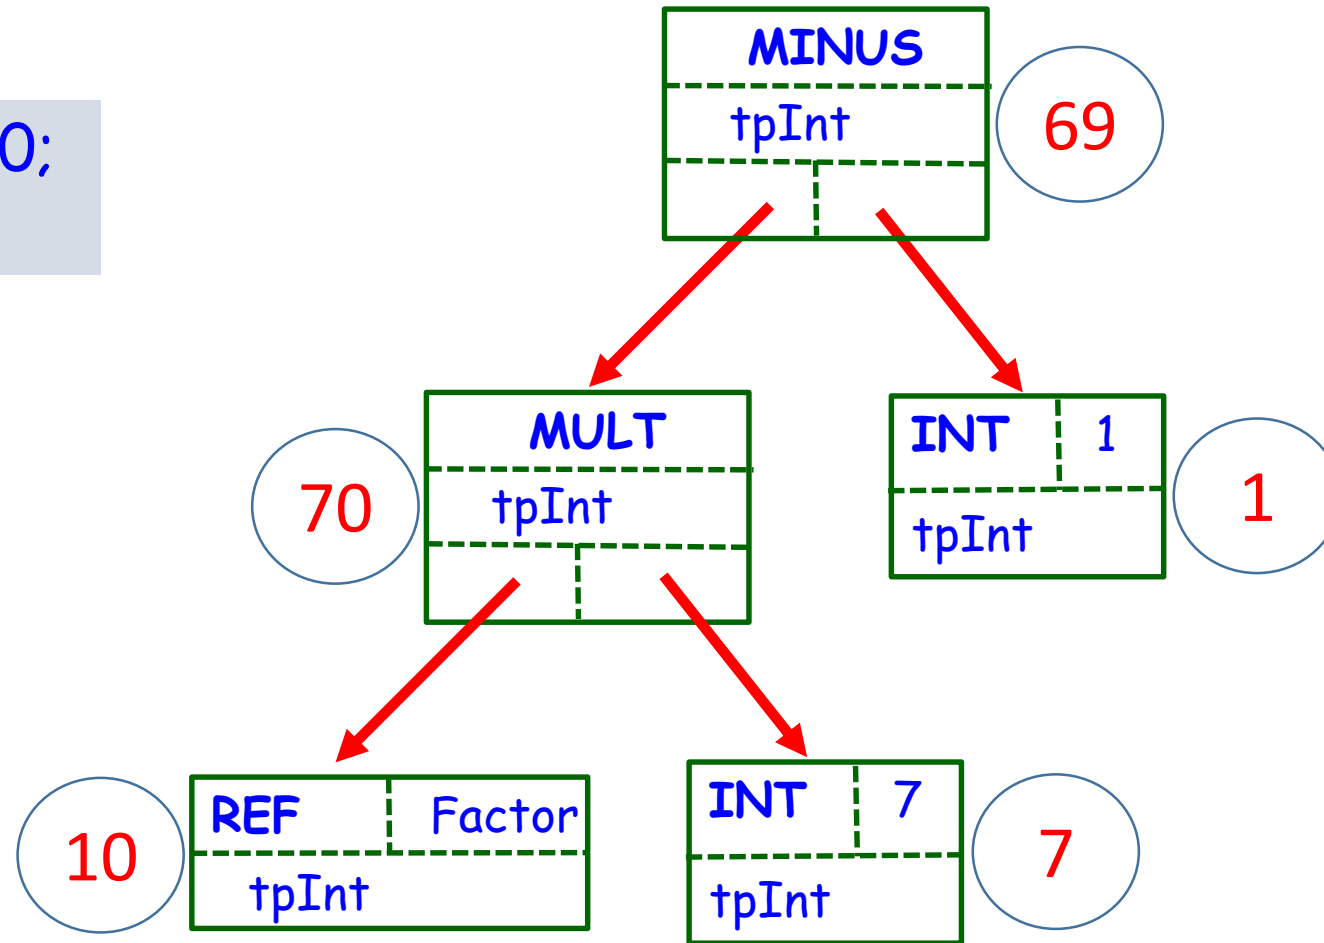 MINUS
tpInt
69
0;
MULT
tpInt
70
INT 1
tpInt
1
REF Factor
tpInt
10
INT 7
tpInt
7